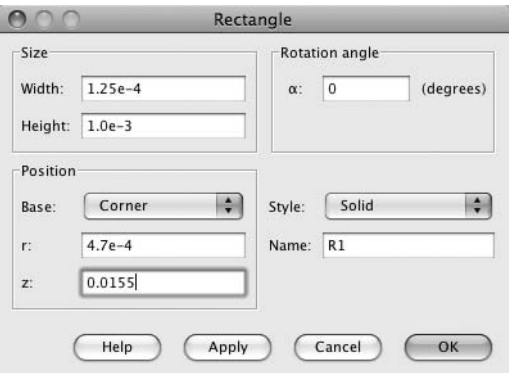 Rectangle
Size
Width: 1.25e-4
Height: 1.0e-3
Rotation angle
α: 0 (degrees)
Position
Base: Corner
r: 4.7e-4
z: 0.0155
Style: Solid
Name: R1
Help Apply Cancel OK